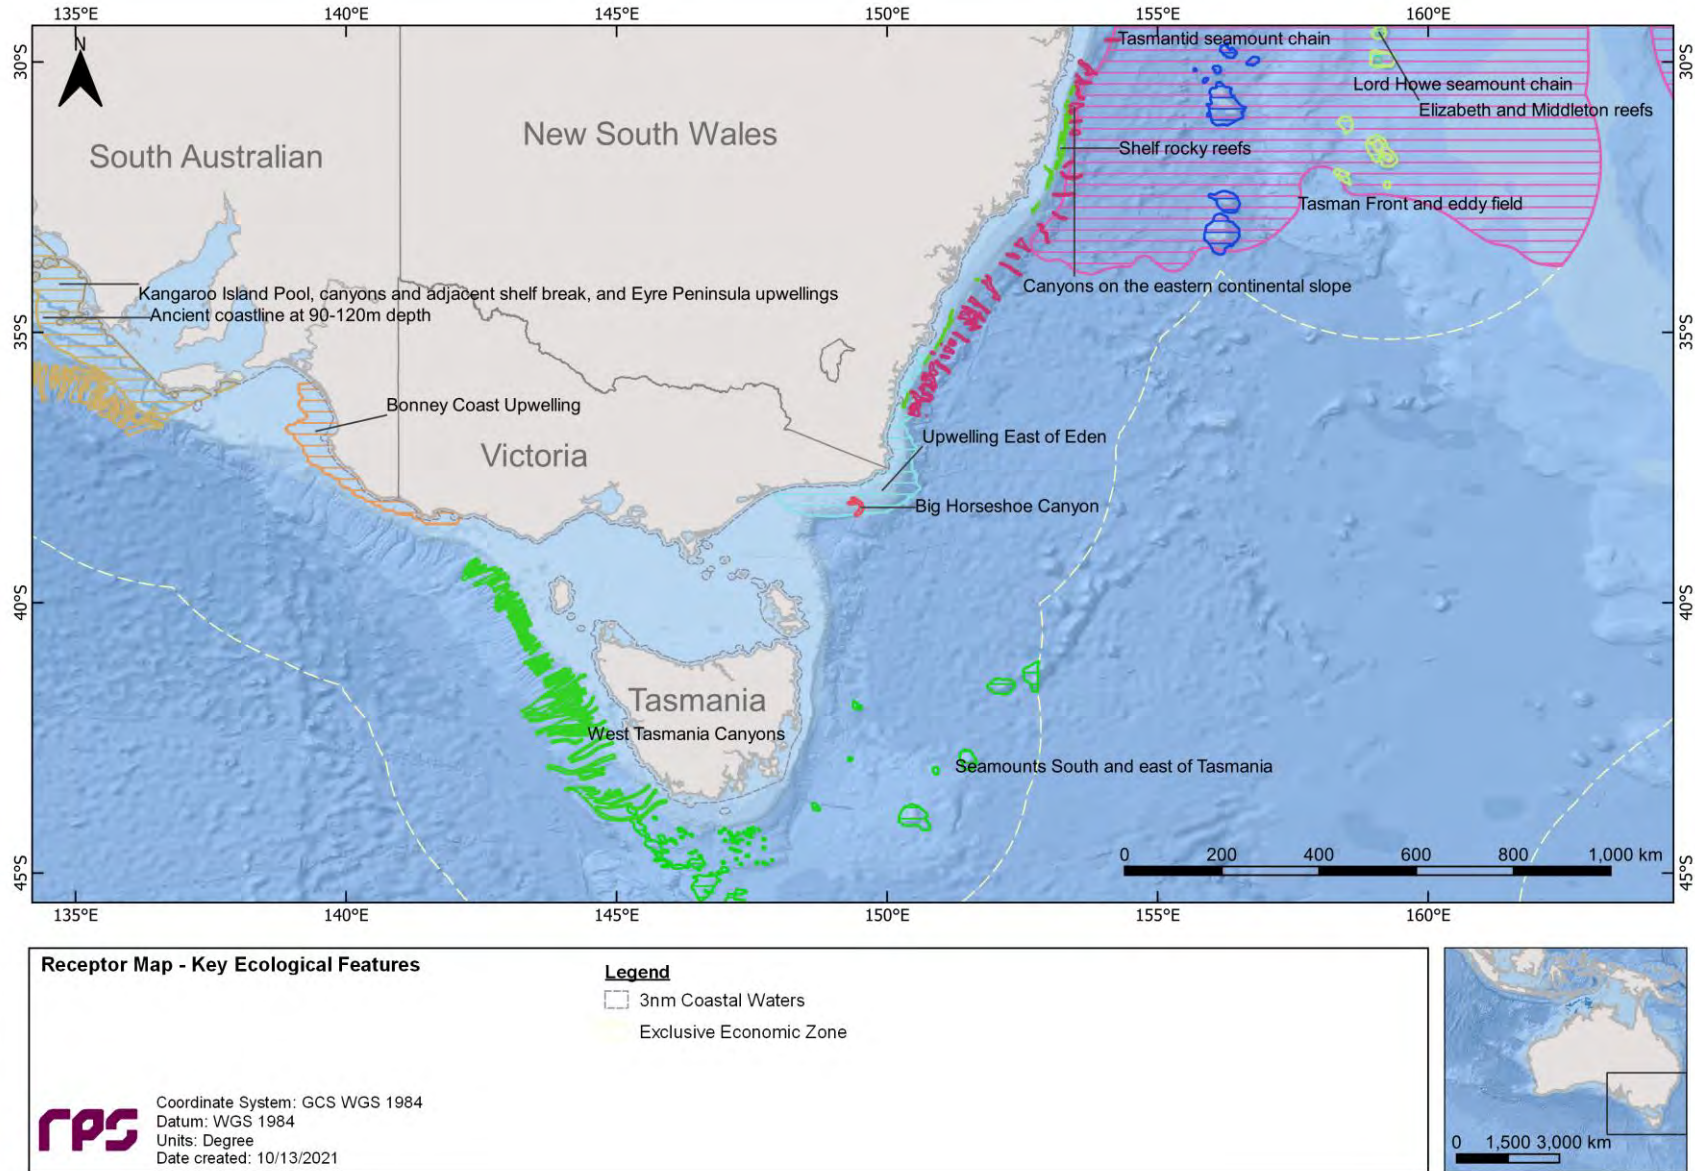 135°E 140°E 145°E 150°E 155°E 160°E
N
30°S 30°S
Tasmantid seamount chain
Lord Howe seamount chain
Elizabeth and Middleton reefs
New South Wales
South Australian
Shelf rocky reefs
Tasman Front and eddy field
Canyons on the eastern continental slope
Kangaroo Island Pool, canyons and adjacent shelf break, and Eyre Peninsula upwellings
Ancient coastline at 90-120m depth
35°S 35°S
Bonney Coast Upwelling
Upwelling East of Eden
Victoria
Big Horseshoe Canyon
40°S 40°S
Tasmania
West Tasmania Canyons
Seamounts South and east of Tasmania
0 200 400 600 800 1,000 km
45°S 45°S
135°E 140°E 145°E 150°E 155°E 160°E
Receptor Map - Key Ecological Features
Legend
3nm Coastal Waters
Exclusive Economic Zone
rps
Coordinate System: GCS WGS 1984
Datum: WGS 1984
Units: Degree
Date created: 10/13/2021
0 1,500 3,000 km